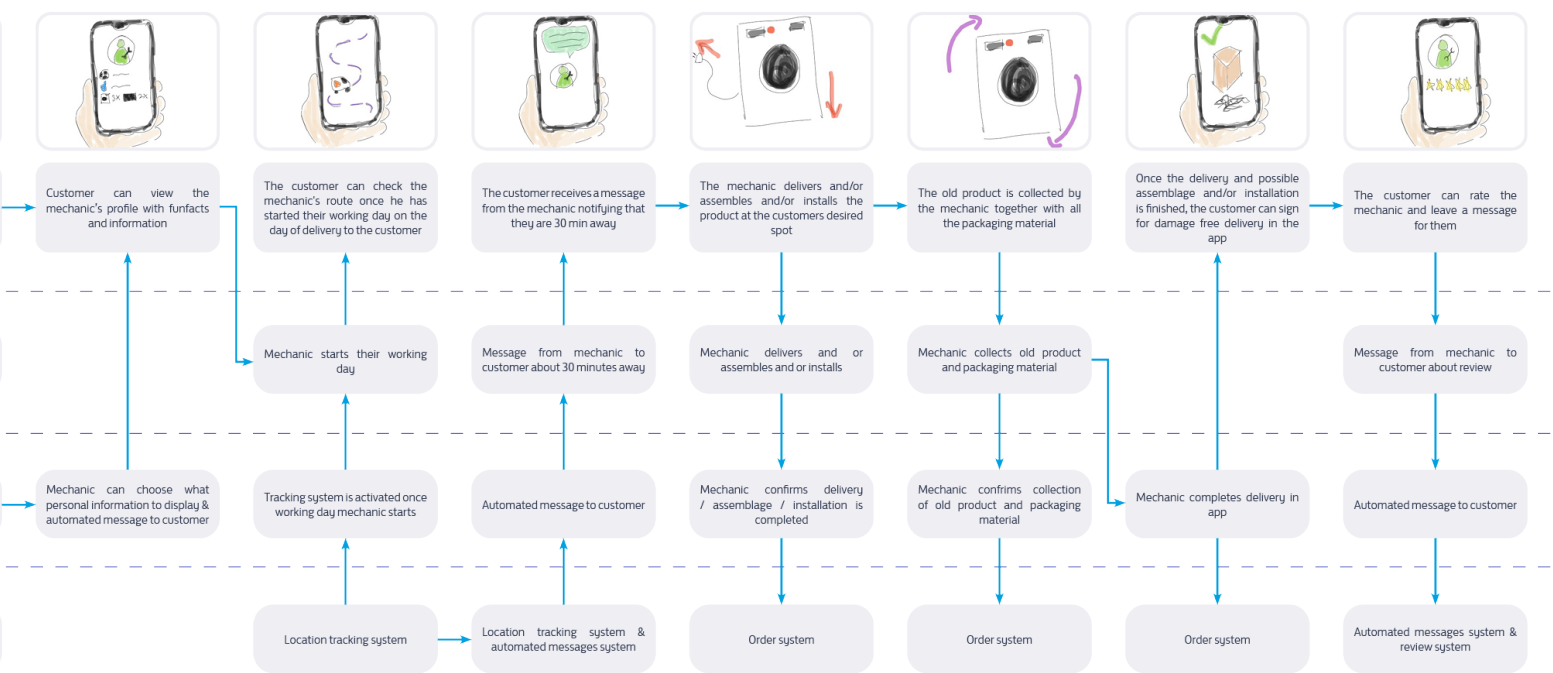 5X 2X
Customer can view the
mechanic's profile with funfacts
and information
The customer can check the
mechanic's route once he has
started their working day on the
day of delivery to the customer
The customer receives a message
from the mechanic notifying that
they are 30 min away
The mechanic delivers and/or
assembles and/or installs the
product at the customers desired
spot
The old product is collected by
the mechanic together with all
the packaging material
Once the delivery and possible
assemblage and/or installation
is finished, the customer can sign
for damage free delivery in the
app
The customer can rate the
mechanic and leave a message
for them
Mechanic starts their working
day
Message from mechanic to
customer about 30 minutes away
Mechanic delivers and or
assembles and or installs
Mechanic collects old product
and packaging material
Message from mechanic to
customer about review
Mechanic can choose what
personal information to display &
automated message to customer
Tracking system is activated once
working day mechanic starts
Automated message to customer
Mechanic confirms delivery
/ assemblage / installation is
completed
Mechanic confrims collection
of old product and packaging
material
Mechanic completes delivery in
app
Automated message to customer
Location tracking system
Location tracking system &
automated messages system
Order system
Order system
Order system
Automated messages system &
review system